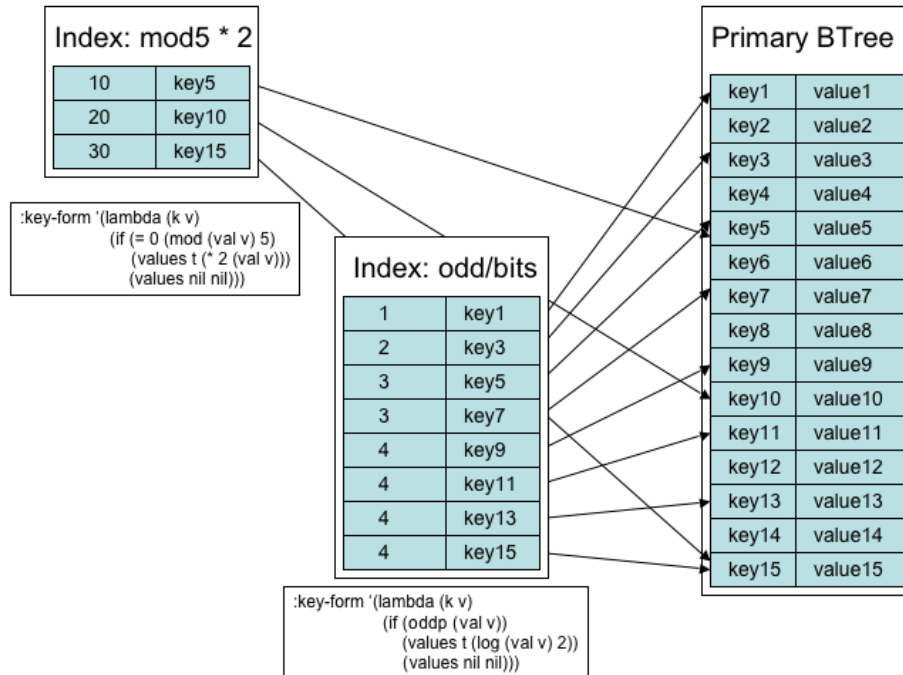 Index: mod5 * 2
10 key5
20 key10
30 key15
:key-form '(lambda (k v)
(if (= 0 (mod (val v) 5)
(values t (* 2 (val v)))
(values nil nil)))
Index: odd/bits
1 key1
2 key3
3 key5
3 key7
4 key9
4 key11
4 key13
4 key15
:key-form '(lambda (k v)
(if (oddp (val v))
(values t (log (val v) 2))
(values nil nil)))
Primary BTree
key1 value1
key2 value2
key3 value3
key4 value4
key5 value5
key6 value6
key7 value7
key8 value8
key9 value9
key10 value10
key11 value11
key12 value12
key13 value13
key14 value14
key15 value15